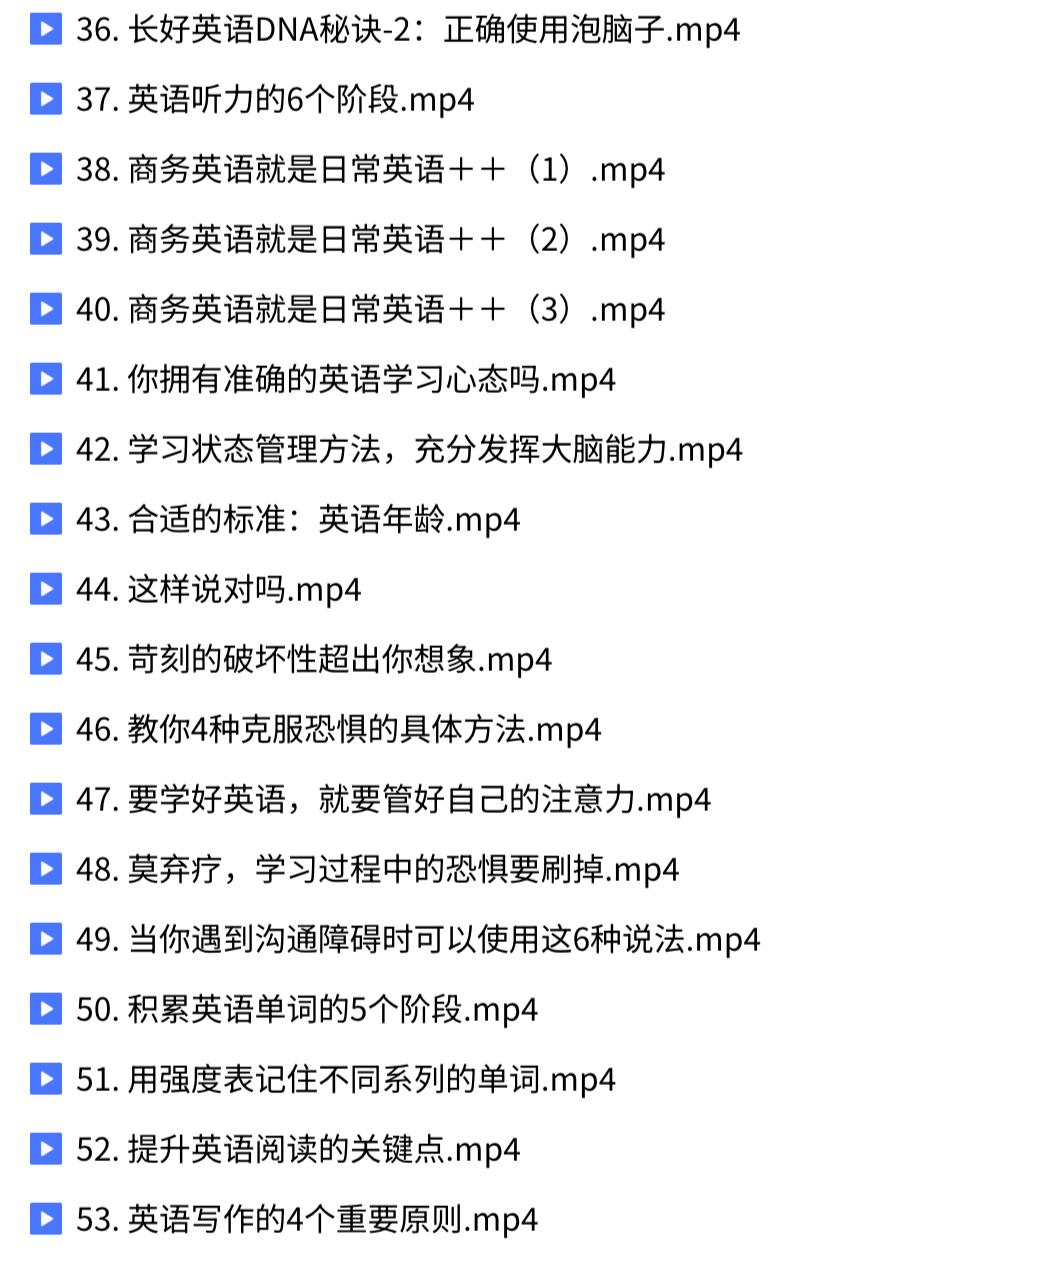 36. 长好英语DNA秘诀-2：正确使用泡脑子.mp4
37. 英语听力的6个阶段.mp4
38. 商务英语就是日常英语＋＋（1）.mp4
39. 商务英语就是日常英语＋＋（2）.mp4
40. 商务英语就是日常英语＋＋（3）.mp4
41. 你拥有准确的英语学习心态吗.mp4
42. 学习状态管理方法，充分发挥大脑能力.mp4
43. 合适的标准：英语年龄.mp4
44. 这样说对吗.mp4
45. 苛刻的破坏性超出你想象.mp4
46. 教你4种克服恐惧的具体方法.mp4
47. 要学好英语，就要管好自己的注意力.mp4
48. 莫弃疗，学习过程中的恐惧要刷掉.mp4
49. 当你遇到沟通障碍时可以使用这6种说法.mp4
50. 积累英语单词的5个阶段.mp4
51. 用强度表记住不同系列的单词.mp4
52. 提升英语阅读的关键点.mp4
53. 英语写作的4个重要原则.mp4